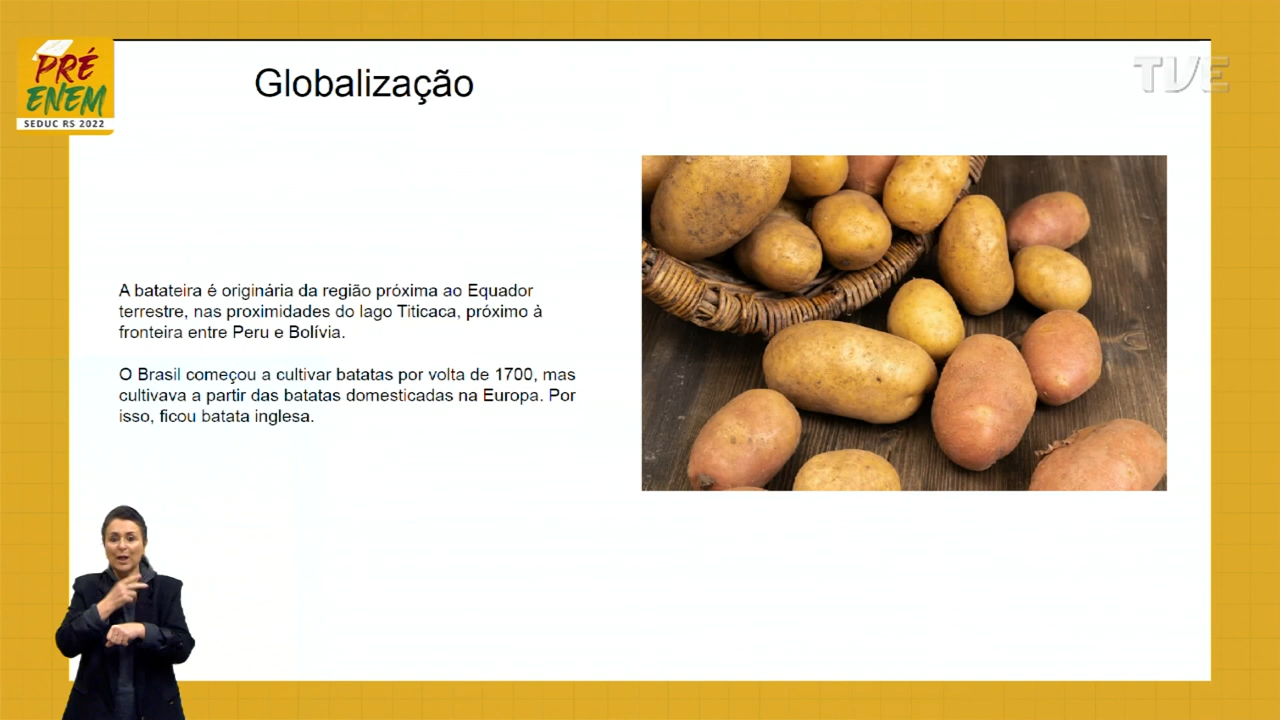 PRÉ
ENEM
SEDUC RS 2022
Globalização
TVE
A batateira é originária da região próxima ao Equador
terrestre, nas proximidades do lago Titicaca, próximo à
fronteira entre Peru e Bolívia.
O Brasil começou a cultivar batatas por volta de 1700, mas
cultivava a partir das batatas domesticadas na Europa. Por
isso, ficou batata inglesa.